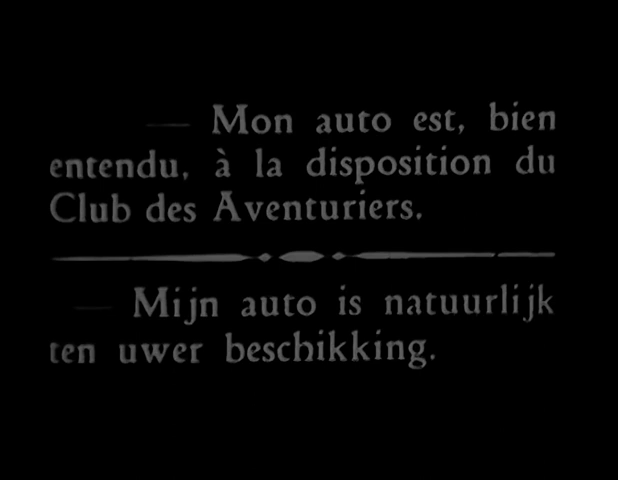 — Mon auto est, bien
entendu, à la disposition du
Club des Aventuriers.
— Mijn auto is natuurlijk
ten uwer beschikking.